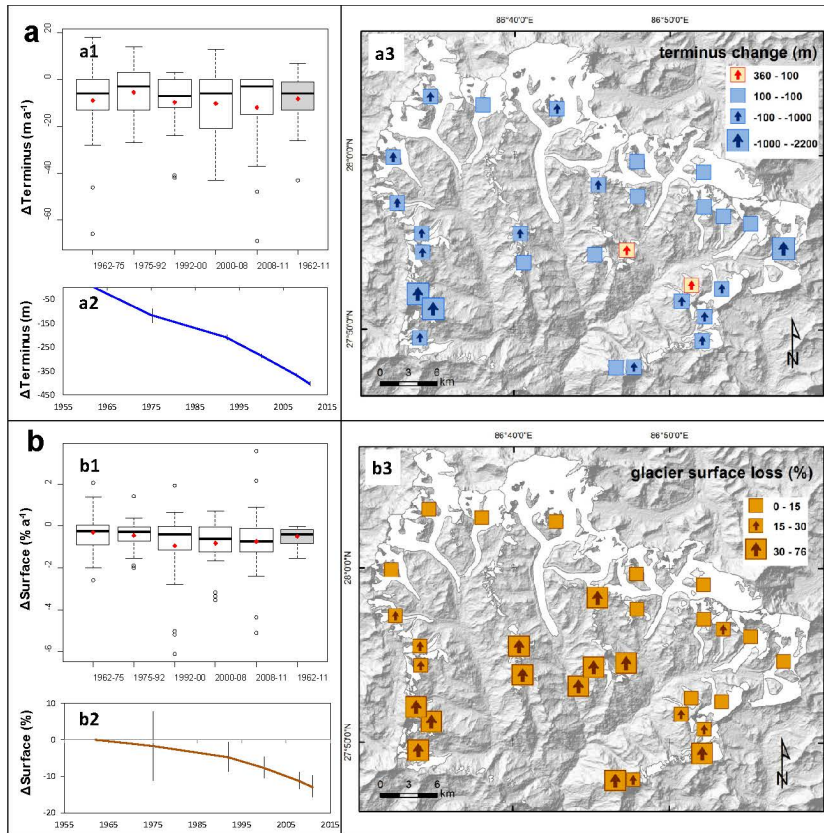 a
a1
ΔTerminus (m a⁻¹)
20
0
-20
-40
-60
1962-75
1975-92
1992-00
2000-08
2008-11
1962-11
a2
ΔTerminus (m)
-50
-150
-250
-350
-450
1955
1965
1975
1985
1995
2005
2015
86°40'0"E
86°50'0"E
a3
terminus change (m)
360 - 100
100 - -100
-100 - -1000
-1000 - -2200
28°0'0"N
27°50'0"N
0 3 6
km
N
b
b1
ΔSurface (% a⁻¹)
2
0
-2
-4
-6
1962-75
1975-92
1992-00
2000-08
2008-11
1962-11
b2
ΔSurface (%)
10
0
-10
-20
1955
1965
1975
1985
1995
2005
2015
86°40'0"E
86°50'0"E
b3
glacier surface loss (%)
0 - 15
15 - 30
30 - 76
28°0'0"N
27°50'0"N
0 3 6
km
N